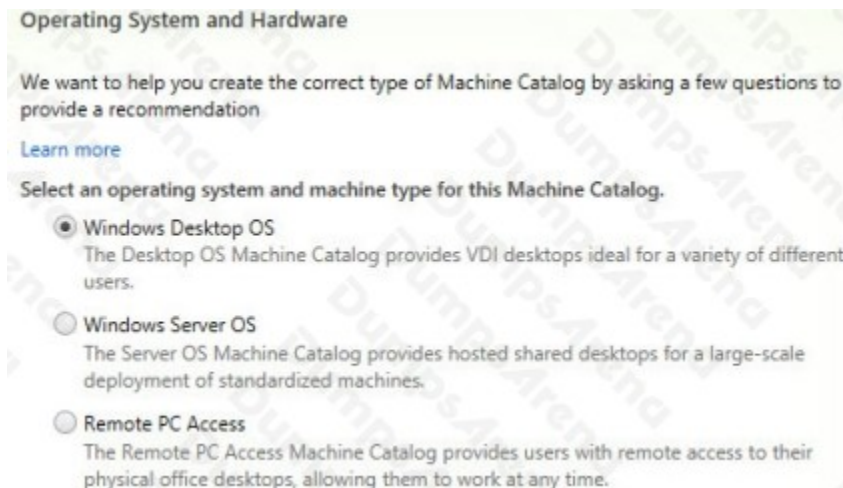 Operating System and Hardware
We want to help you create the correct type of Machine Catalog by asking a few questions to
provide a recommendation
Learn more
Select an operating system and machine type for this Machine Catalog.
Windows Desktop OS
The Desktop OS Machine Catalog provides VDI desktops ideal for a variety of different
users.
Windows Server OS
The Server OS Machine Catalog provides hosted shared desktops for a large-scale
deployment of standardized machines.
Remote PC Access
The Remote PC Access Machine Catalog provides users with remote access to their
physical office desktops, allowing them to work at any time.
DumpsArena